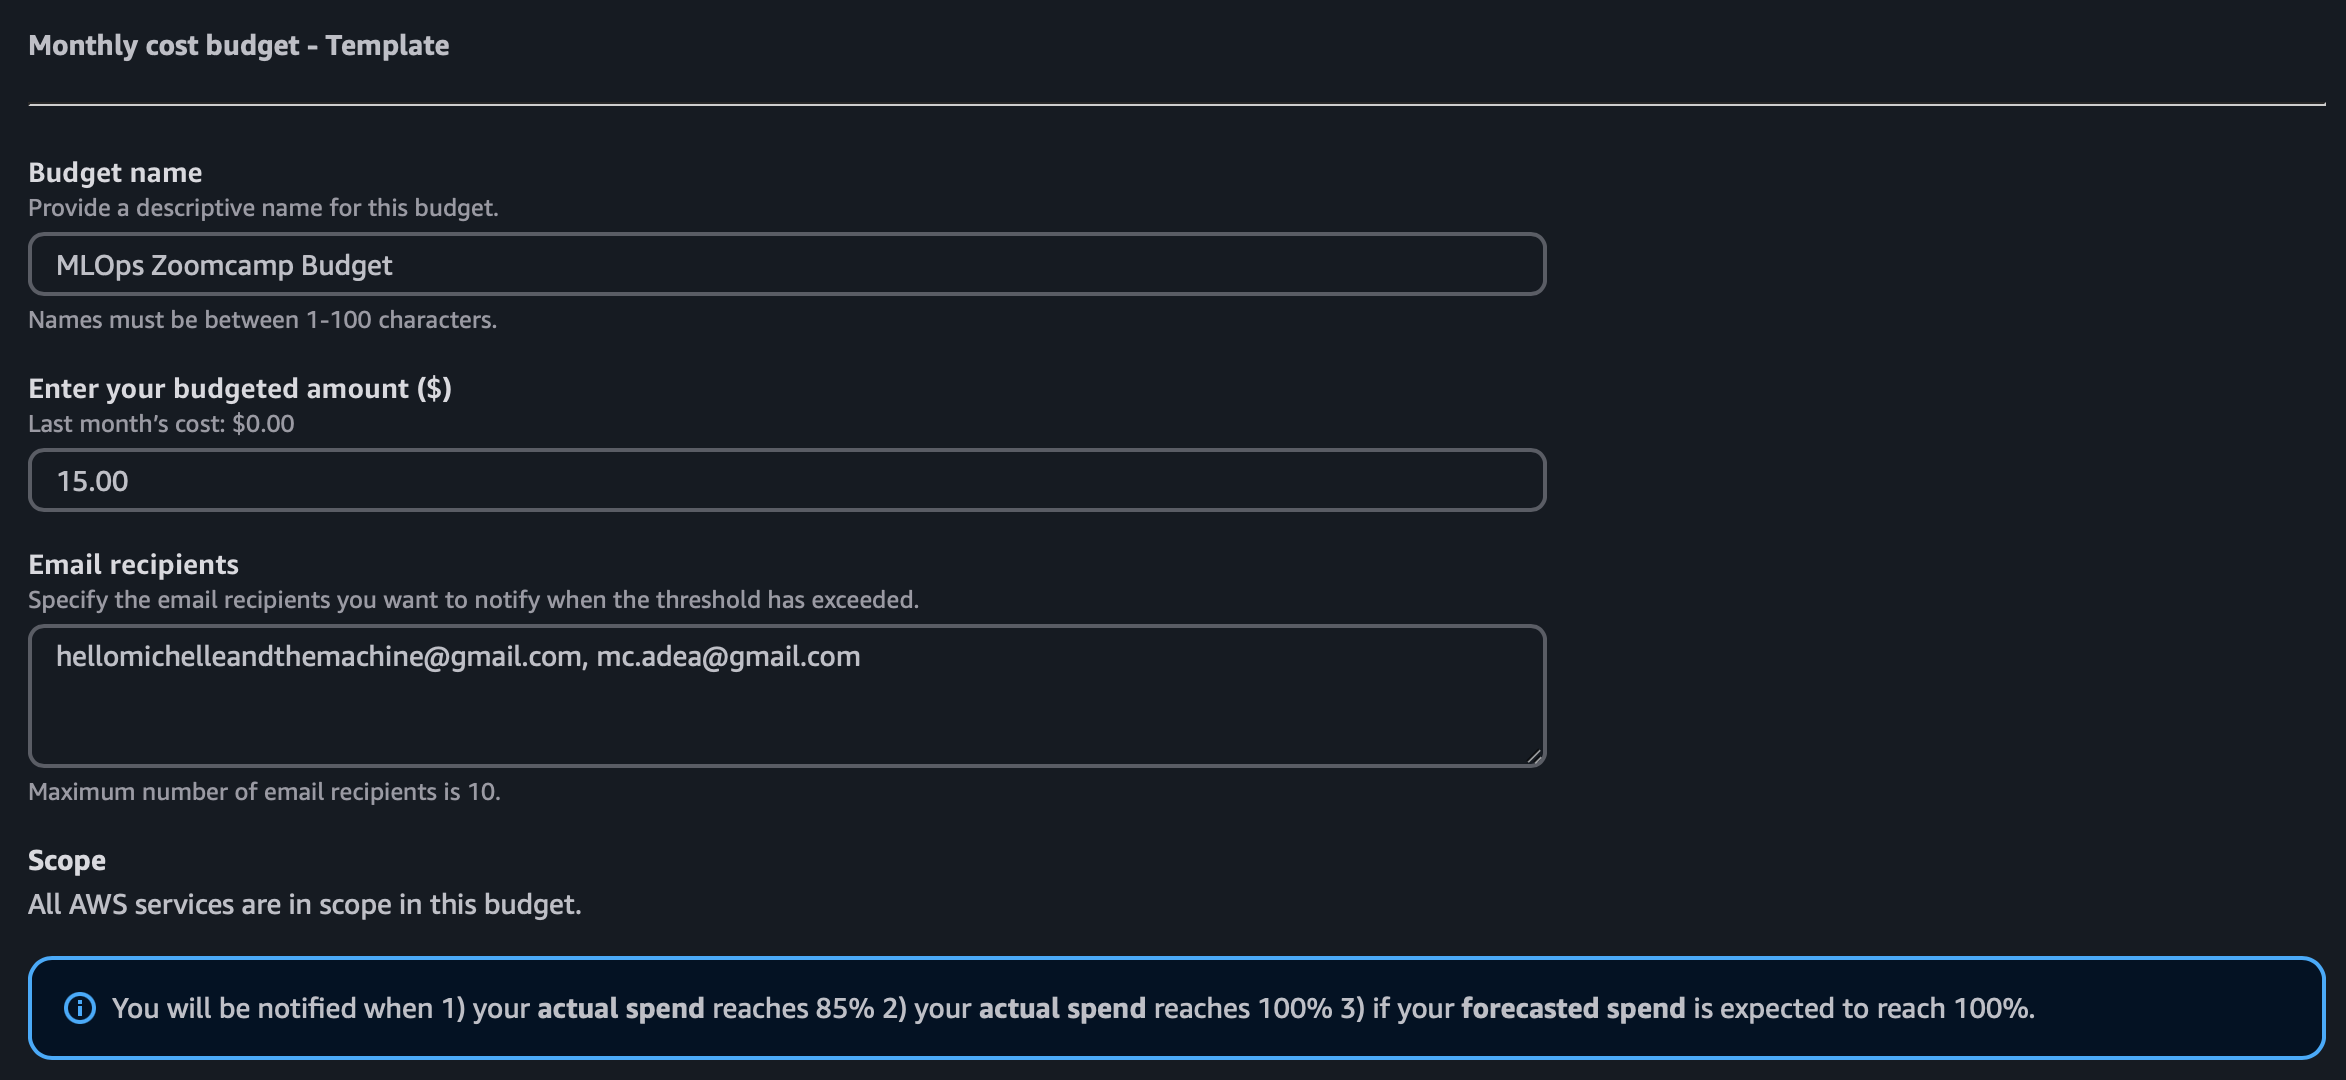 Monthly cost budget - Template
Budget name
Provide a descriptive name for this budget.
MLOps Zoomcamp Budget
Names must be between 1-100 characters.
Enter your budgeted amount ($)
Last month's cost: $0.00
15.00
Email recipients
Specify the email recipients you want to notify when the threshold has exceeded.
hellomichelleandthemachine@gmail.com, mc.adea@gmail.com
Maximum number of email recipients is 10.
Scope
All AWS services are in scope in this budget.
You will be notified when 1) your actual spend reaches 85% 2) your actual spend reaches 100% 3) if your forecasted spend is expected to reach 100%.